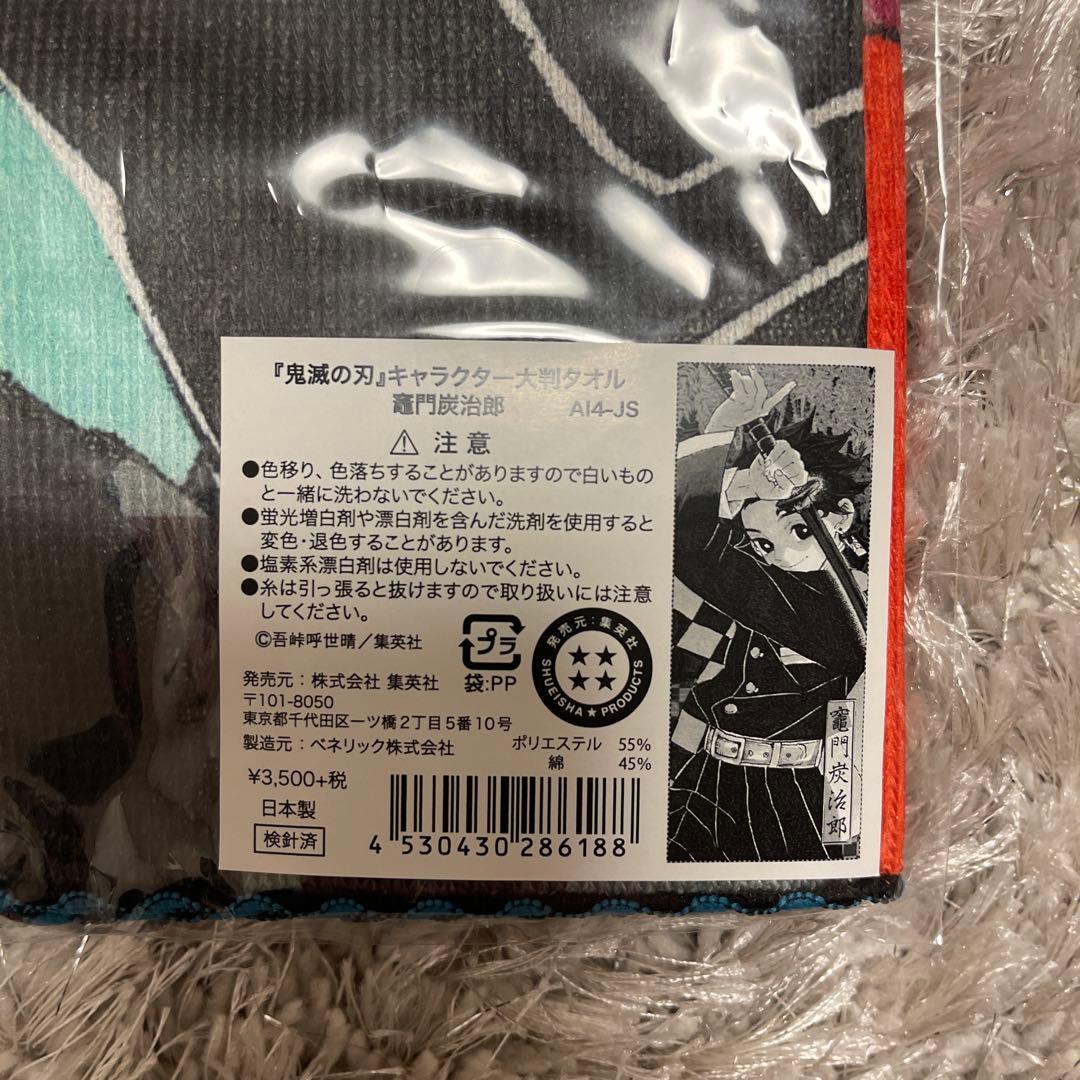 『鬼滅の刃』キャラクター大判タオル
竈門炭治郎 AI4-JS
⚠ 注意
●色移り、色落ちすることがありますので白いもの
と一緒に洗わないでください。
●蛍光増白剤や漂白剤を含んだ洗剤を使用すると
変色・退色することがあります。
●塩素系漂白剤は使用しないでください。
●糸は引っ張ると抜けますので取り扱いには注意
してください。
©吾峠呼世晴／集英社
プラ
袋:PP
発売元：集英社
SHUEISHA★PRODUCTS
発売元：株式会社 集英社
〒101-8050
東京都千代田区一ツ橋2丁目5番10号
製造元：ベネリック株式会社
ポリエステル 55%
綿 45%
¥3,500+税
日本製
検針済
4 530430 286188
竈門炭治郎